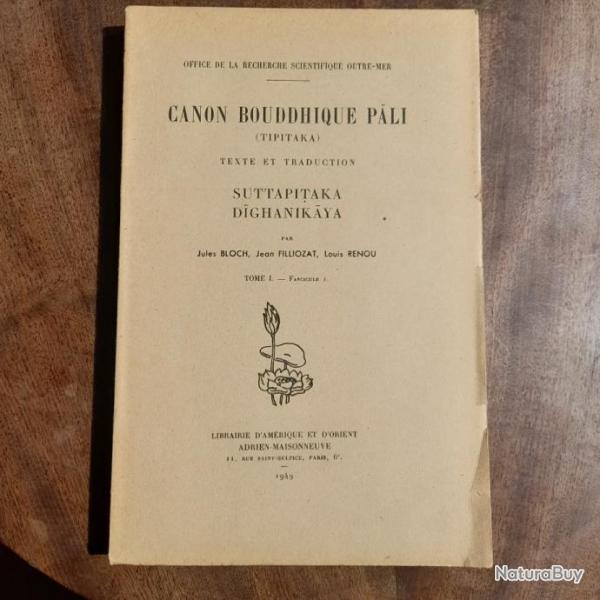 OFFICE DE LA RECHERCHE SCIENTIFIQUE OUTRE-MER
CANON BOUDDHIQUE PĀLI
(TIPITAKA)
TEXTE ET TRADUCTION
SUTTAPIṬAKA
DĪGHANIKĀYA
PAR
Jules BLOCH, Jean FILLIOZAT, Louis RENOU
TOME I. — FASCICULE 1.
LIBRAIRIE D'AMÉRIQUE ET D'ORIENT
ADRIEN-MAISONNEUVE
11, RUE SAINT-SULPICE, PARIS, 6e.
1949
NaturaBuy